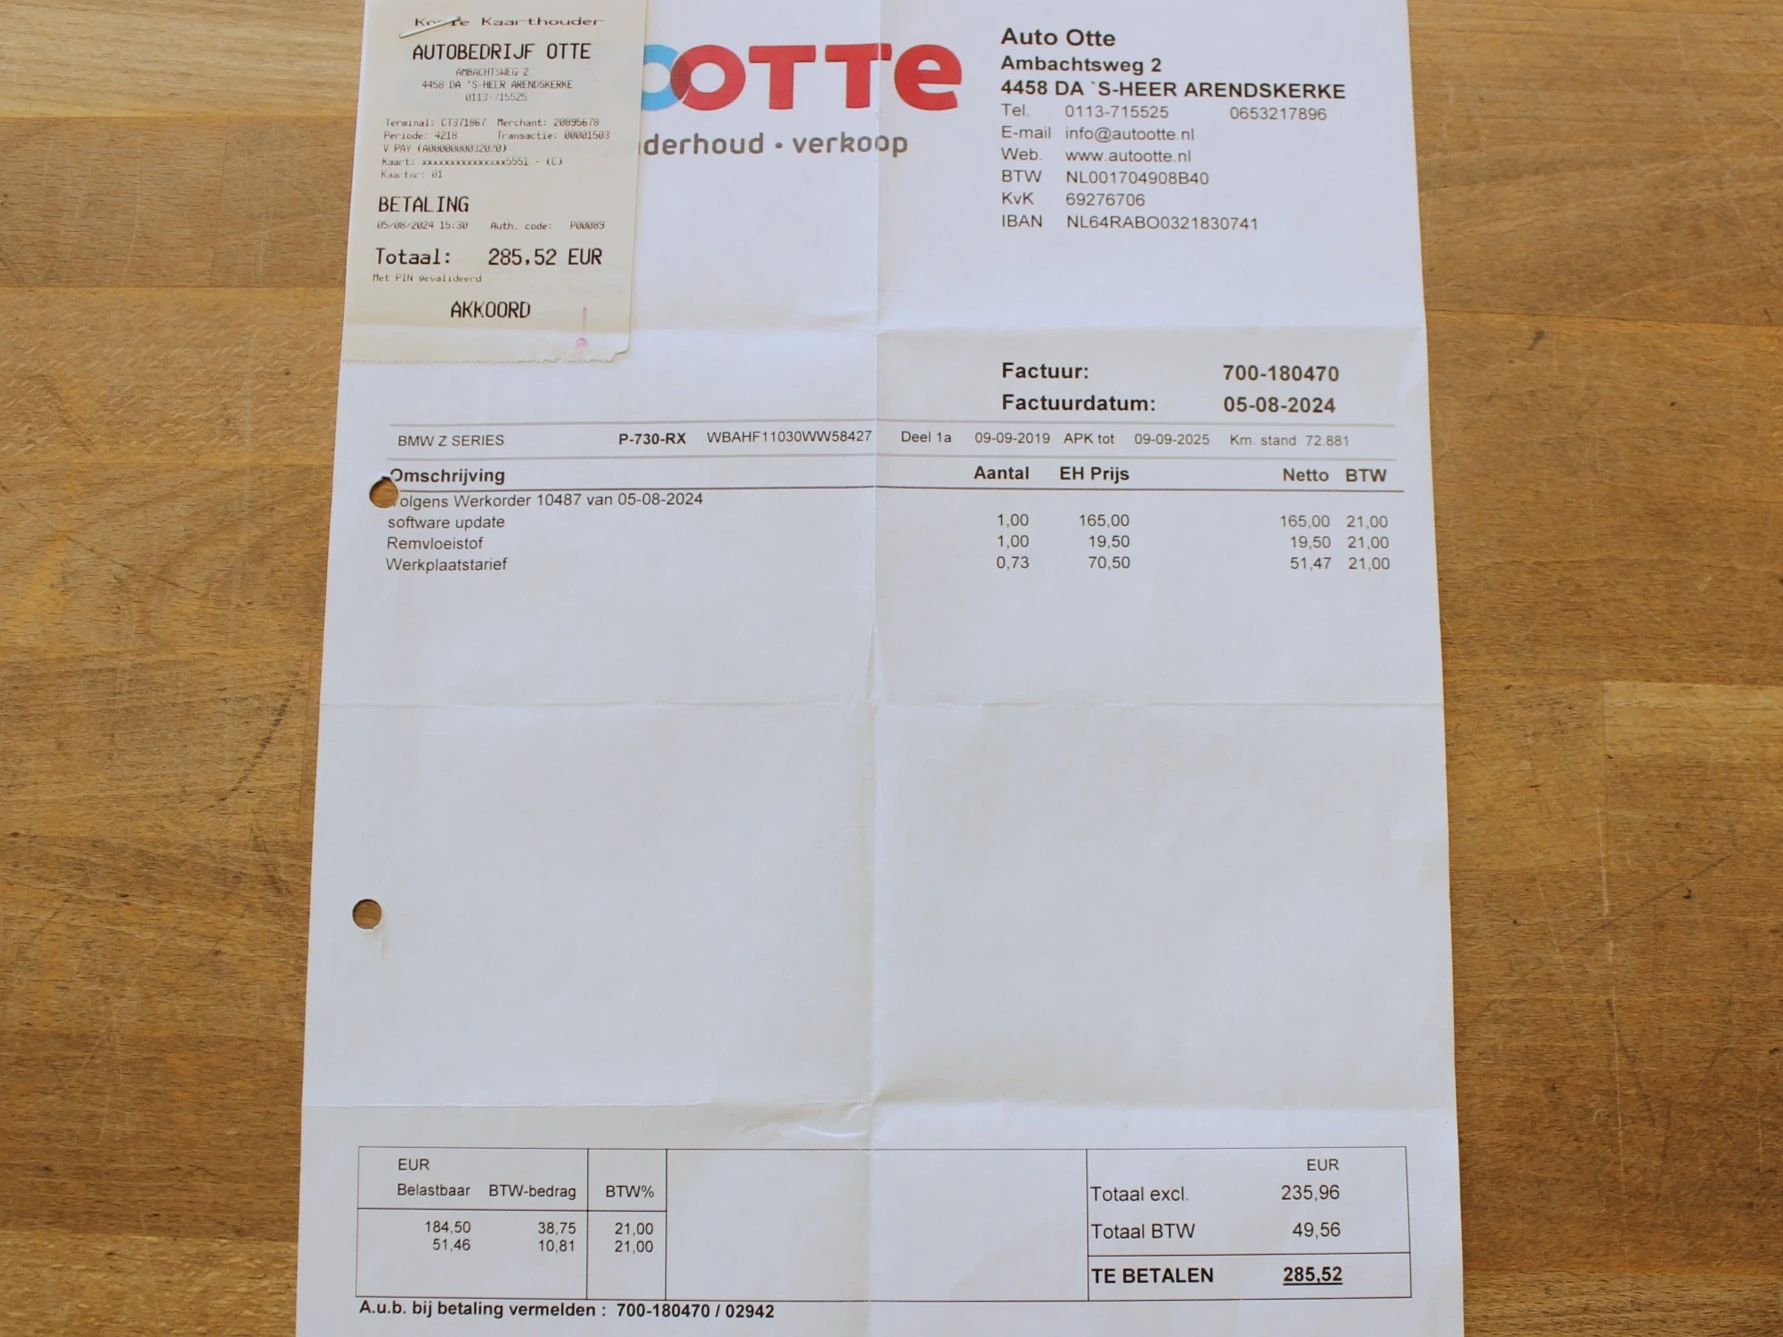 Kaarthouder
AUTOBEDRIJF OTTE
AMBACHTSWEG 2
4458 DA 'S-HEER ARENDSKERKE
0113-715525
Terminal: CT371867 Merchant: 20895678
Periode: 4218 Transactie: 00001503
V PAY (A0000000032020)
Kaart: xxxxxxxxxxxxxxx5551 - (C)
Kaartnr: 01
BETALING
05/08/2024 15:30 Auth. code: P00089
Totaal: 285,52 EUR
Met PIN gevalideerd
AKKOORD
OTTe
derhoud • verkoop
Auto Otte
Ambachtsweg 2
4458 DA `S-HEER ARENDSKERKE
Tel. 0113-715525 0653217896
E-mail info@autootte.nl
Web. www.autootte.nl
BTW NL001704908B40
KvK 69276706
IBAN NL64RABO0321830741
Factuur: 700-180470
Factuurdatum: 05-08-2024
BMW Z SERIES P-730-RX WBAHF11030WW58427 Deel 1a 09-09-2019 APK tot 09-09-2025 Km. stand 72.881
Omschrijving Aantal EH Prijs Netto BTW
olgens Werkorder 10487 van 05-08-2024
software update 1,00 165,00 165,00 21,00
Remvloeistof 1,00 19,50 19,50 21,00
Werkplaatstarief 0,73 70,50 51,47 21,00
EUR
Belastbaar BTW-bedrag BTW%
184,50 38,75 21,00
51,46 10,81 21,00
EUR
Totaal excl. 235,96
Totaal BTW 49,56
TE BETALEN 285,52
A.u.b. bij betaling vermelden : 700-180470 / 02942